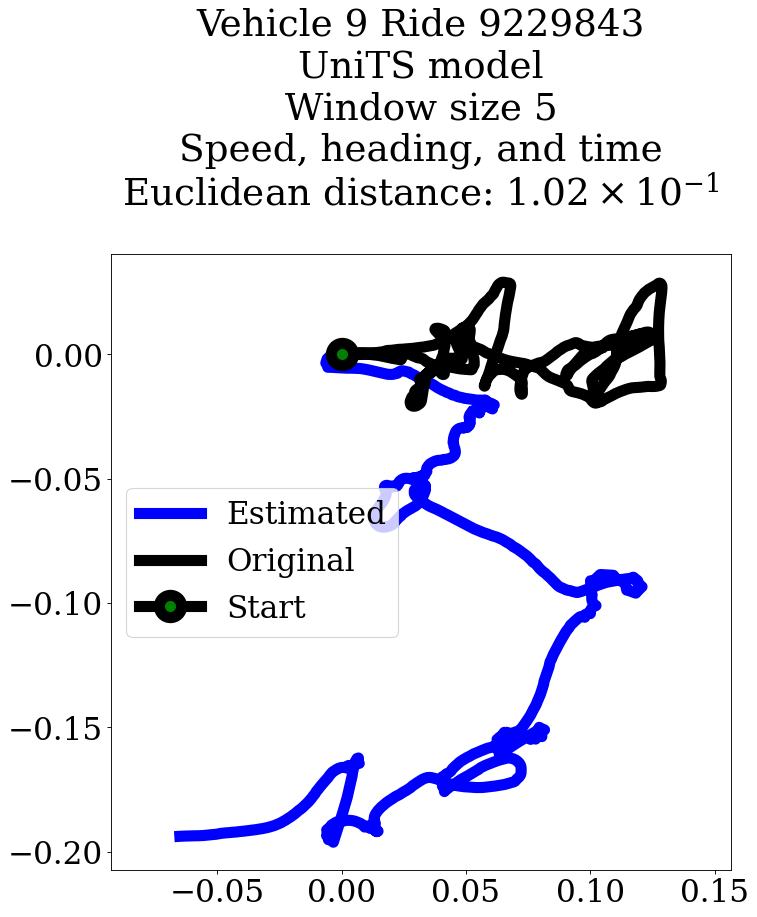 Vehicle 9 Ride 9229843
UniTS model
Window size 5
Speed, heading, and time
Euclidean distance: 1.02 × 10⁻¹
0.00
−0.05
−0.10
−0.15
−0.20
Estimated
Original
Start
−0.05 0.00 0.05 0.10 0.15